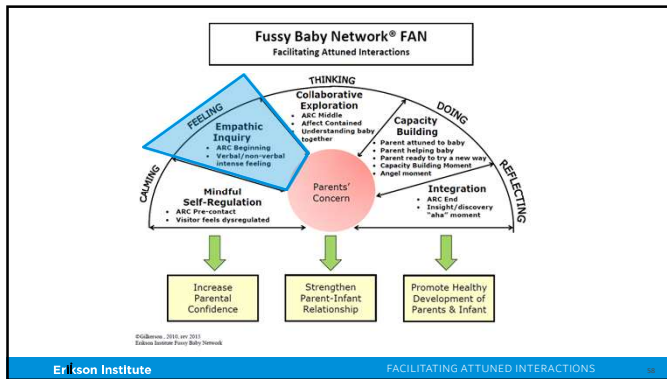 Fussy Baby Network® FAN
Facilitating Attuned Interactions
CALMING
FEELING
THINKING
DOING
REFLECTING
Mindful
Self-Regulation
• ARC Pre-contact
• Visitor feels dysregulated
Empathic
Inquiry
• ARC Beginning
• Verbal/non-verbal
intense feeling
Collaborative
Exploration
• ARC Middle
• Affect Contained
• Understanding baby
together
Capacity
Building
• Parent attuned to baby
• Parent helping baby
• Parent ready to try a new way
• Capacity Building Moment
• Angel moment
Integration
• ARC End
• Insight/discovery
"aha" moment
Parents'
Concern
Increase
Parental
Confidence
Strengthen
Parent-Infant
Relationship
Promote Healthy
Development of
Parents & Infant
©Gilkerson, 2010, rev 2015
Erikson Institute Fussy Baby Network
Erikson Institute
FACILITATING ATTUNED INTERACTIONS